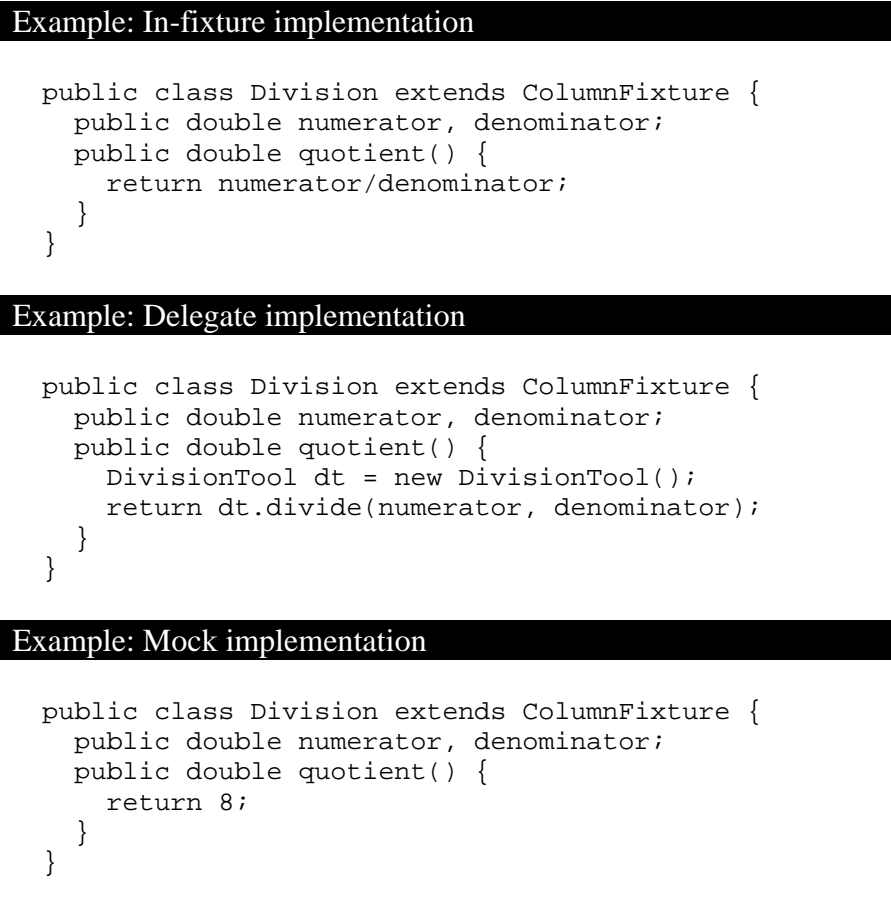 Example: In-fixture implementation
public class Division extends ColumnFixture {
  public double numerator, denominator;
  public double quotient() {
    return numerator/denominator;
  }
}
Example: Delegate implementation
public class Division extends ColumnFixture {
  public double numerator, denominator;
  public double quotient() {
    DivisionTool dt = new DivisionTool();
    return dt.divide(numerator, denominator);
  }
}
Example: Mock implementation
public class Division extends ColumnFixture {
  public double numerator, denominator;
  public double quotient() {
    return 8;
  }
}